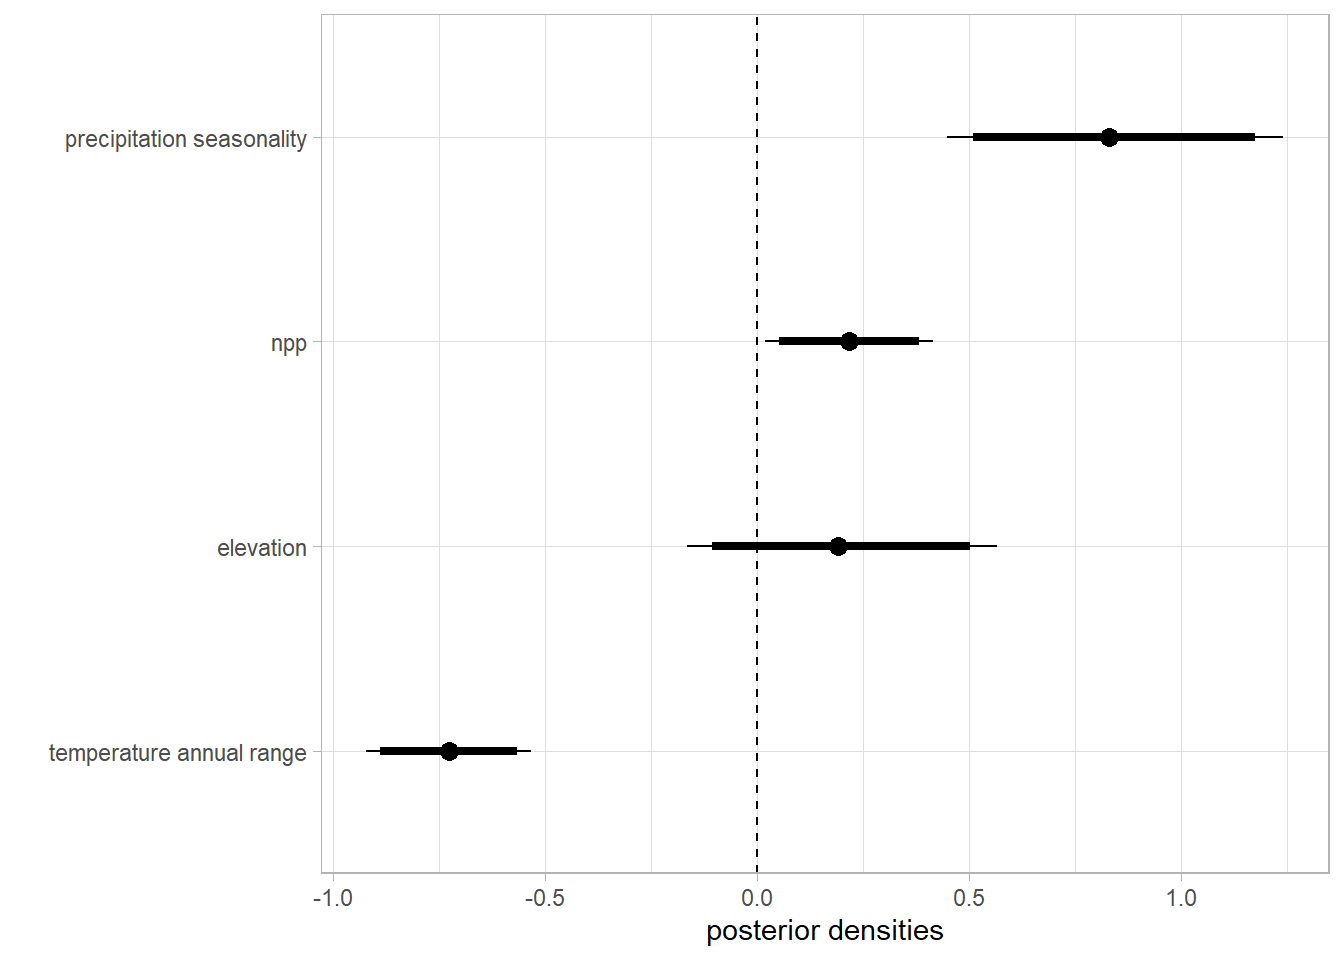 precipitation seasonality
npp
elevation
temperature annual range
-1.0 -0.5 0.0 0.5 1.0
posterior densities